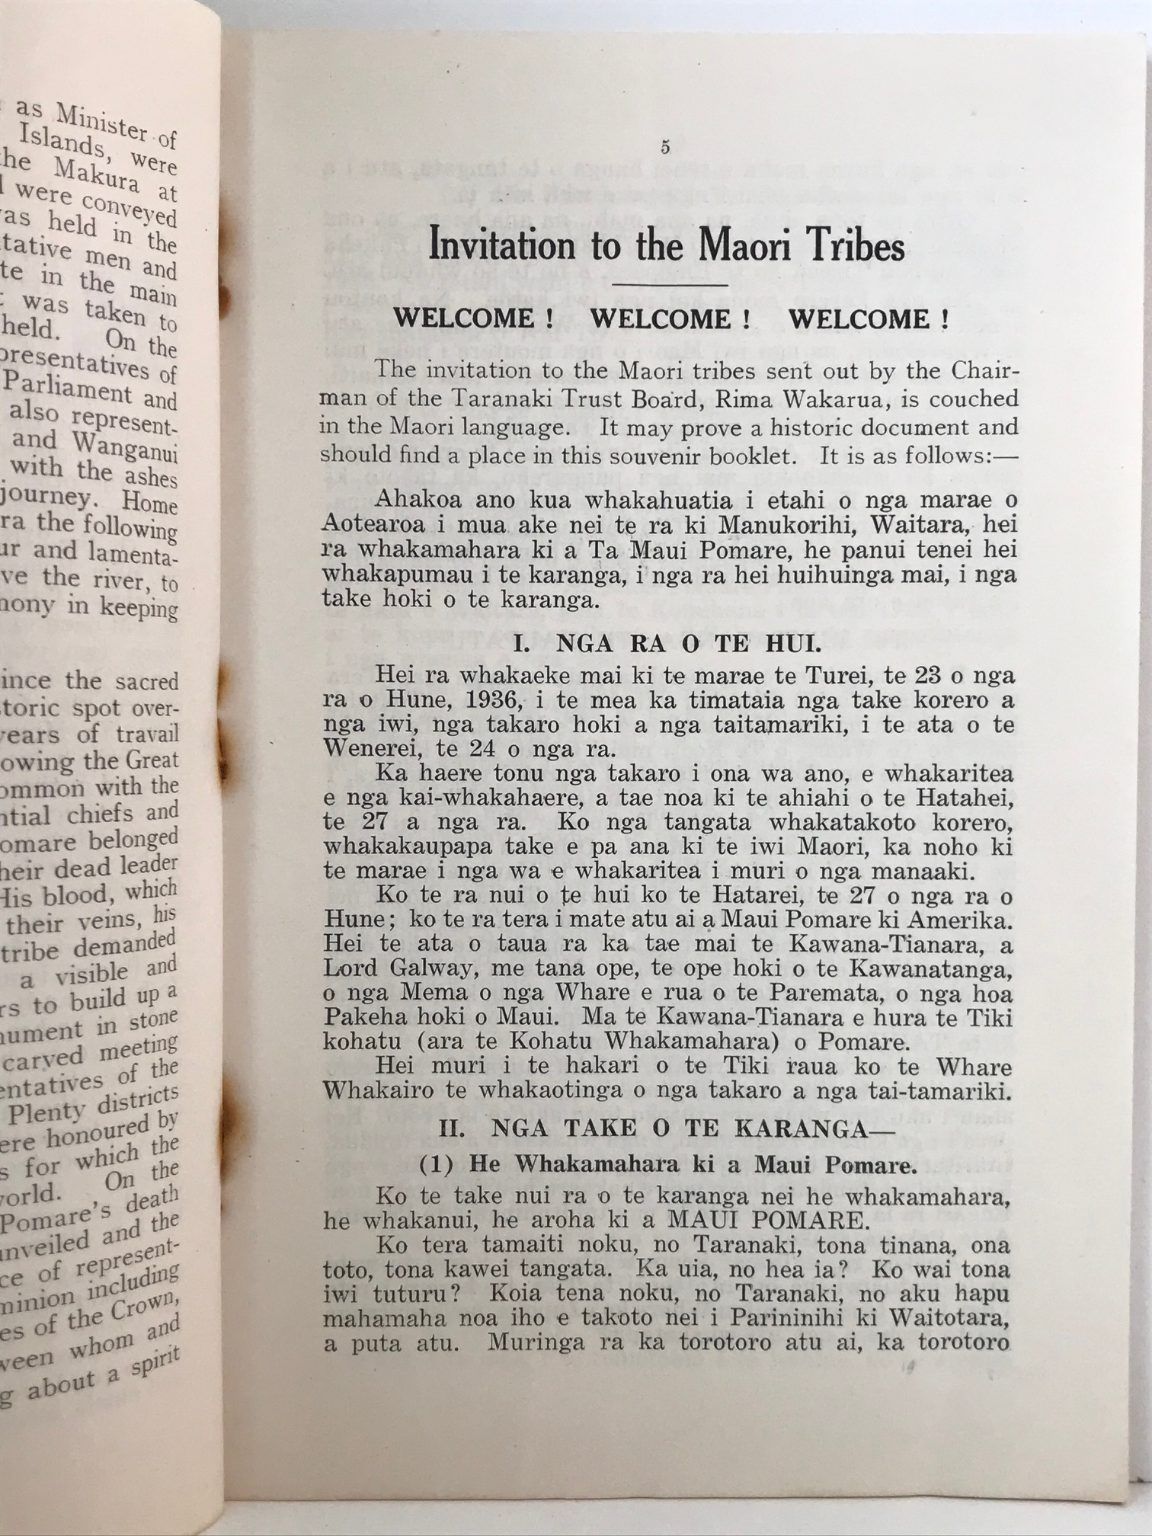 as Minister of
Islands, were
the Makura at
were conveyed
was held in the
tative men and
te in the main
was taken to
held. On the
presentatives of
Parliament and
also represent-
and Wanganui
with the ashes
journey. Home
ra the following
ur and lamenta-
ve the river, to
mony in keeping
ince the sacred
toric spot over-
years of travail
owing the Great
ommon with the
ntial chiefs and
omare belonged
heir dead leader
His blood, which
their veins, his
tribe demanded
a visible and
rs to build up a
nument in stone
carved meeting
entatives of the
Plenty districts
ere honoured by
s for which the
world. On the
Pomare's death
unveiled and the
ce of represent-
minion including
es of the Crown,
ween whom and
g about a spirit
5
Invitation to the Maori Tribes
WELCOME ! WELCOME ! WELCOME !
The invitation to the Maori tribes sent out by the Chair-
man of the Taranaki Trust Board, Rima Wakarua, is couched
in the Maori language. It may prove a historic document and
should find a place in this souvenir booklet. It is as follows:—
Ahakoa ano kua whakahuatia i etahi o nga marae o
Aotearoa i mua ake nei te ra ki Manukorihi, Waitara, hei
ra whakamahara ki a Ta Maui Pomare, he panui tenei hei
whakapumau i te karanga, i nga ra hei huihuinga mai, i nga
take hoki o te karanga.
I. NGA RA O TE HUI.
Hei ra whakaeke mai ki te marae te Turei, te 23 o nga
ra o Hune, 1936, i te mea ka timataia nga take korero a
nga iwi, nga takaro hoki a nga taitamariki, i te ata o te
Wenerei, te 24 o nga ra.
Ka haere tonu nga takaro i ona wa ano, e whakaritea
e nga kai-whakahaere, a tae noa ki te ahiahi o te Hatahei,
te 27 a nga ra. Ko nga tangata whakatakoto korero,
whakakaupapa take e pa ana ki te iwi Maori, ka noho ki
te marae i nga wa e whakaritea i muri o nga manaaki.
Ko te ra nui o te hui ko te Hatarei, te 27 o nga ra o
Hune; ko te ra tera i mate atu ai a Maui Pomare ki Amerika.
Hei te ata o taua ra ka tae mai te Kawana-Tianara, a
Lord Galway, me tana ope, te ope hoki o te Kawanatanga,
o nga Mema o nga Whare e rua o te Paremata, o nga hoa
Pakeha hoki o Maui. Ma te Kawana-Tianara e hura te Tiki
kohatu (ara te Kohatu Whakamahara) o Pomare.
Hei muri i te hakari o te Tiki raua ko te Whare
Whakairo te whakaotinga o nga takaro a nga tai-tamariki.
II. NGA TAKE O TE KARANGA—
(1) He Whakamahara ki a Maui Pomare.
Ko te take nui ra o te karanga nei he whakamahara,
he whakanui, he aroha ki a MAUI POMARE.
Ko tera tamaiti noku, no Taranaki, tona tinana, ona
toto, tona kawei tangata. Ka uia, no hea ia? Ko wai tona
iwi tuturu? Koia tena noku, no Taranaki, no aku hapu
mahamaha noa iho e takoto nei i Parininihi ki Waitotara,
a puta atu. Muringa ra ka torotoro atu ai, ka torotoro